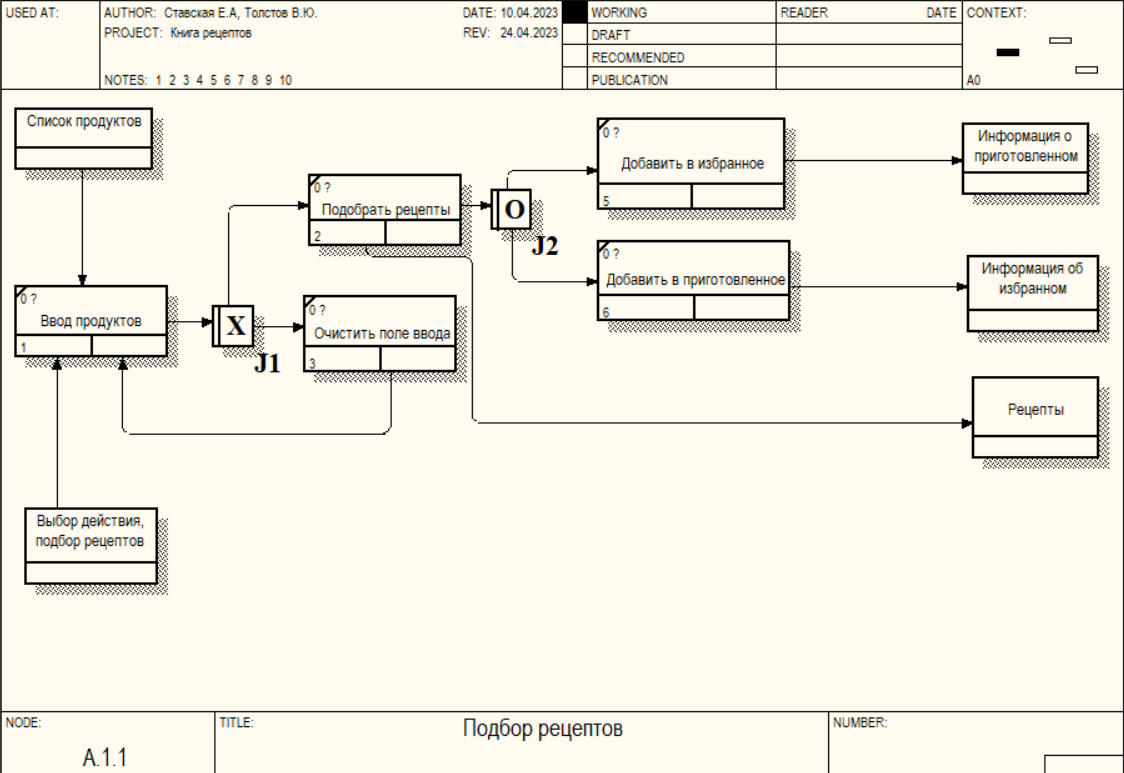 USED AT:
AUTHOR: Ставская Е.А, Толстов В.Ю.
DATE: 10.04.2023
PROJECT: Книга рецептов
REV: 24.04.2023
NOTES: 1 2 3 4 5 6 7 8 9 10
WORKING
DRAFT
RECOMMENDED
PUBLICATION
READER
DATE
CONTEXT:
A0
Список продуктов
0 ?
Ввод продуктов
1
Выбор действия,
подбор рецептов
X
J1
0 ?
Подобрать рецепты
2
0 ?
Очистить поле ввода
3
O
J2
0 ?
Добавить в избранное
5
0 ?
Добавить в приготовленное
6
Информация о
приготовленном
Информация об
избранном
Рецепты
NODE:
A.1.1
TITLE:
Подбор рецептов
NUMBER: